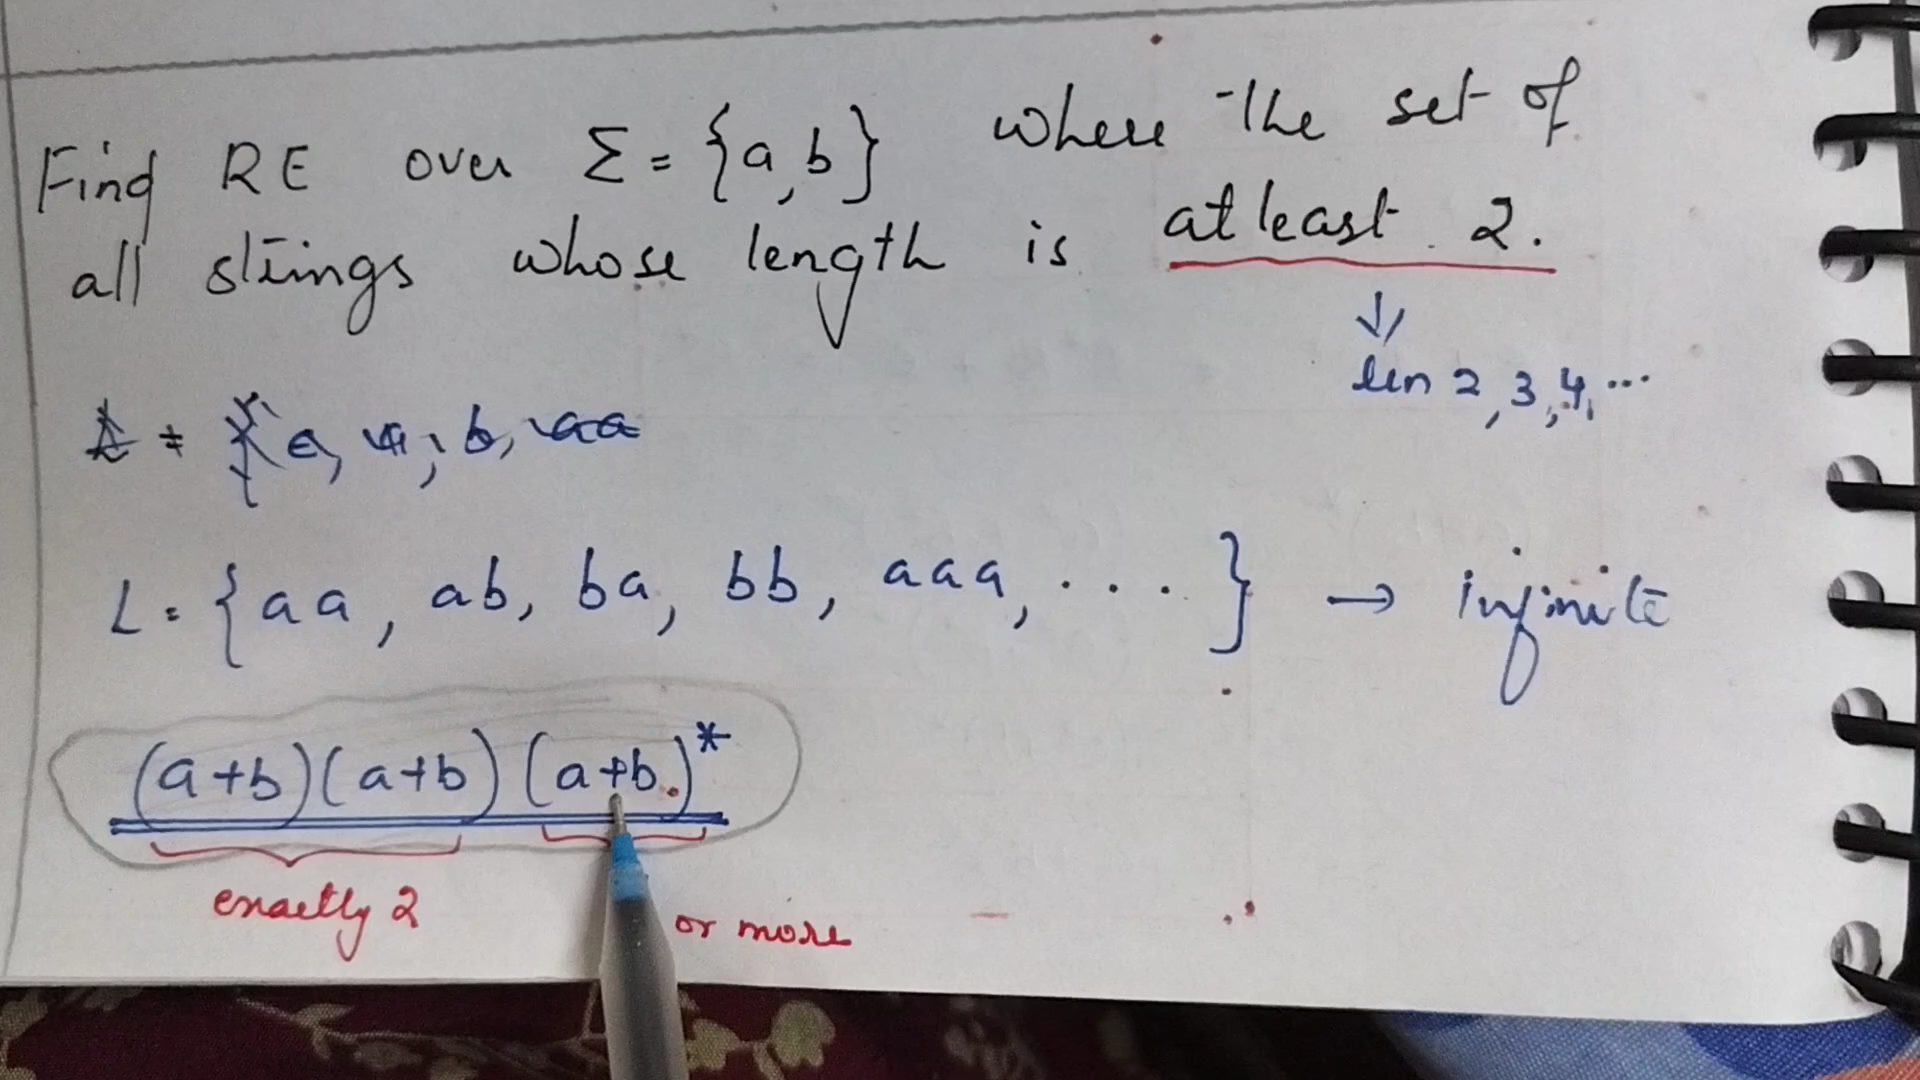 Find RE over Σ = {a, b} where the set of
all strings whose length is atleast 2.
↓
len 2, 3, 4, ...
L = {aa, ab, ba, bb, aaa, .... } → infinite
(a+b)(a+b)(a+b)*
exactly 2
or more